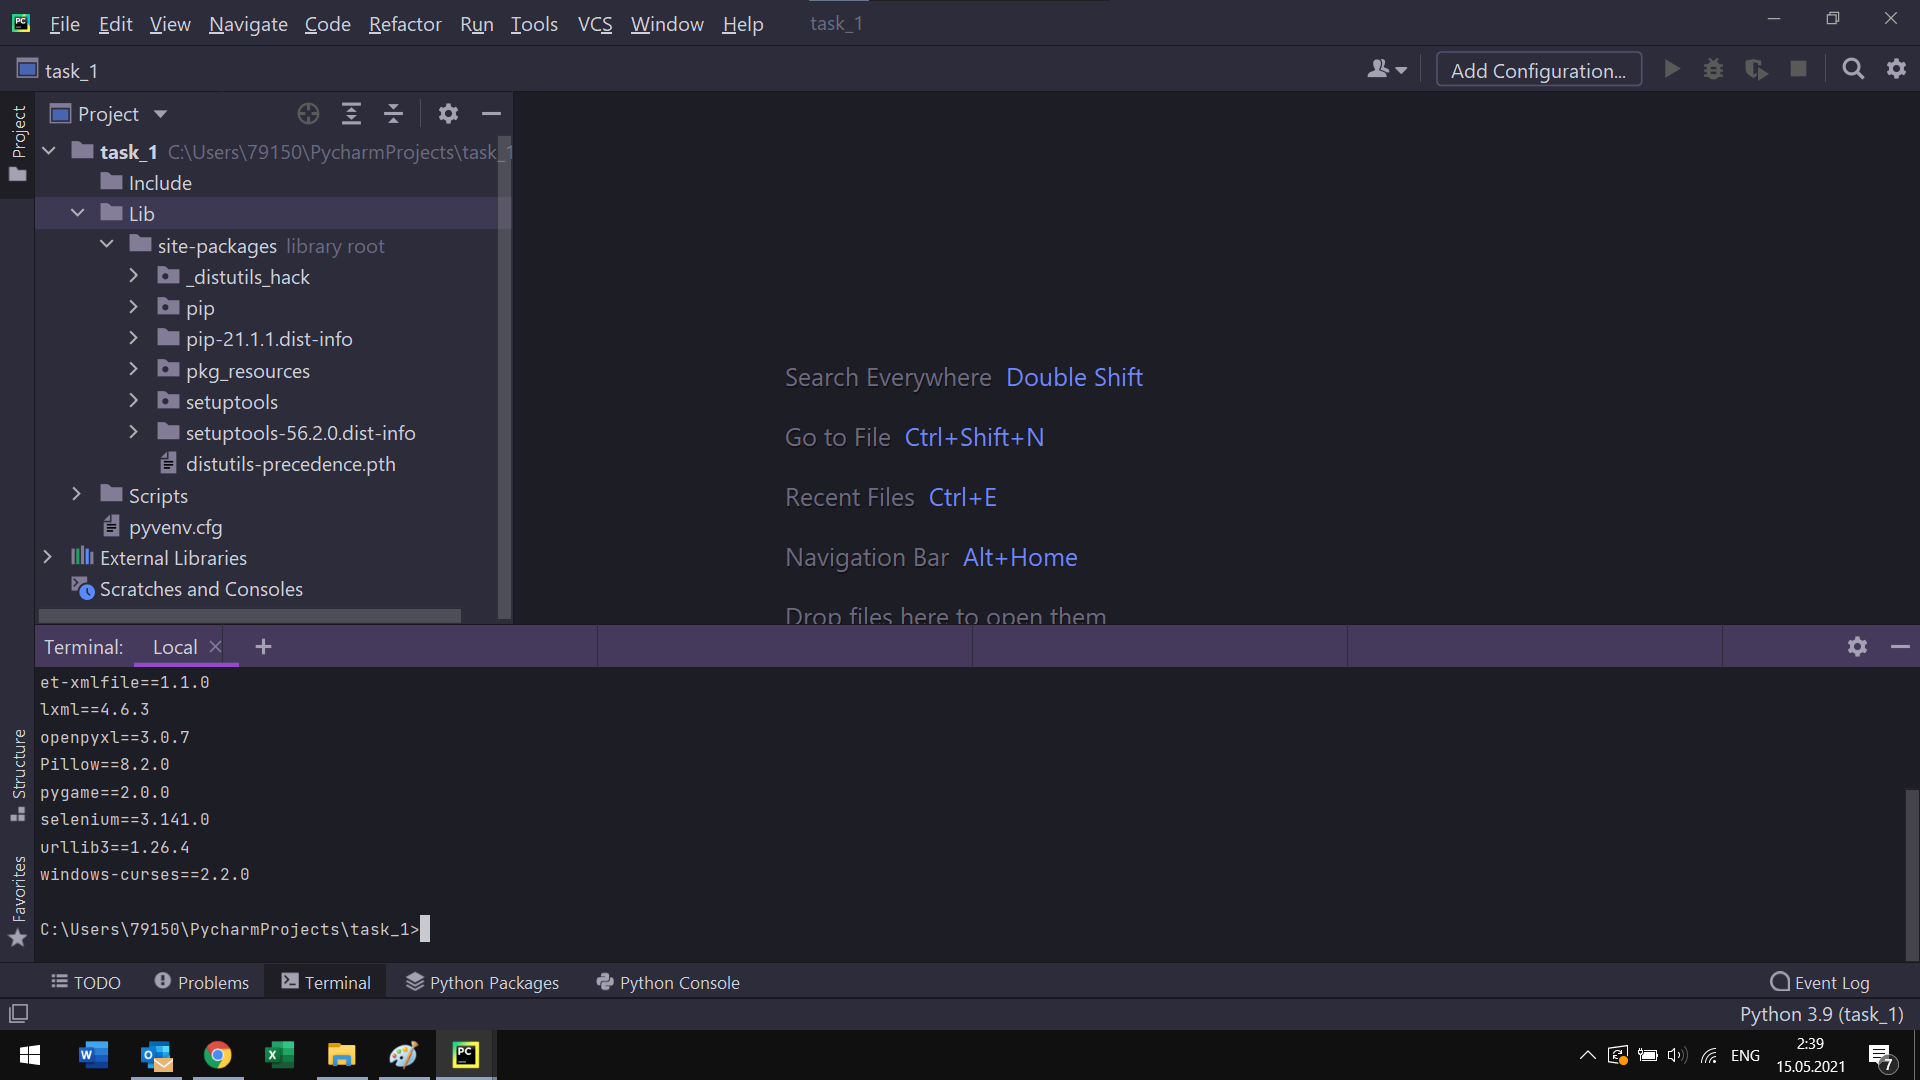 File Edit View Navigate Code Refactor Run Tools VCS Window Help task_1
task_1
Add Configuration...
Project
Project
task_1 C:\Users\79150\PycharmProjects\task_1
Include
Lib
site-packages library root
_distutils_hack
pip
pip-21.1.1.dist-info
pkg_resources
setuptools
setuptools-56.2.0.dist-info
distutils-precedence.pth
Scripts
pyvenv.cfg
External Libraries
Scratches and Consoles
Search Everywhere Double Shift
Go to File Ctrl+Shift+N
Recent Files Ctrl+E
Navigation Bar Alt+Home
Drop files here to open them
Terminal: Local
et-xmlfile==1.1.0
lxml==4.6.3
openpyxl==3.0.7
Pillow==8.2.0
pygame==2.0.0
selenium==3.141.0
urllib3==1.26.4
windows-curses==2.2.0
C:\Users\79150\PycharmProjects\task_1>
Structure
Favorites
TODO Problems Terminal Python Packages Python Console Event Log
Python 3.9 (task_1)
ENG
2:39
15.05.2021
7